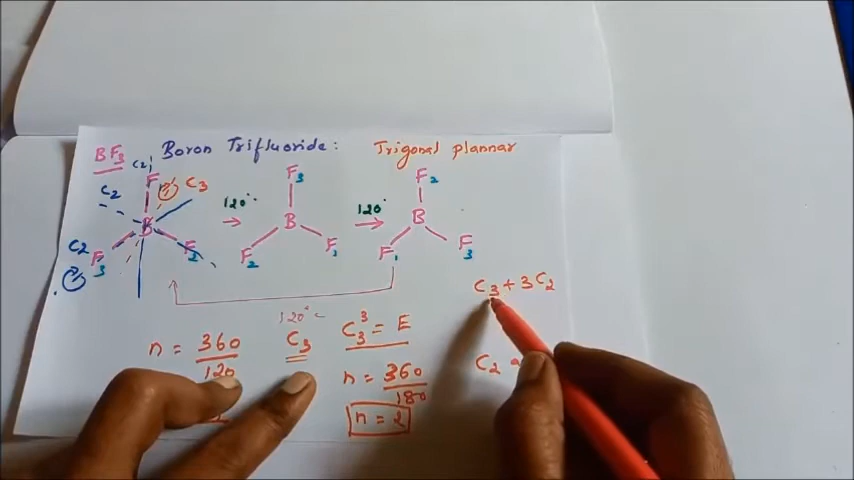 BF3 Boron Trifluoride: Trigonal plannar
C2 F C3 120° F3 120° F2
C2 B B B
C2 F3 F2 F2 F1 F1 F3
C3 + 3C2
120°
n = 360 C3 C3^3 = E
120 n = 360 C2
180
n = 2